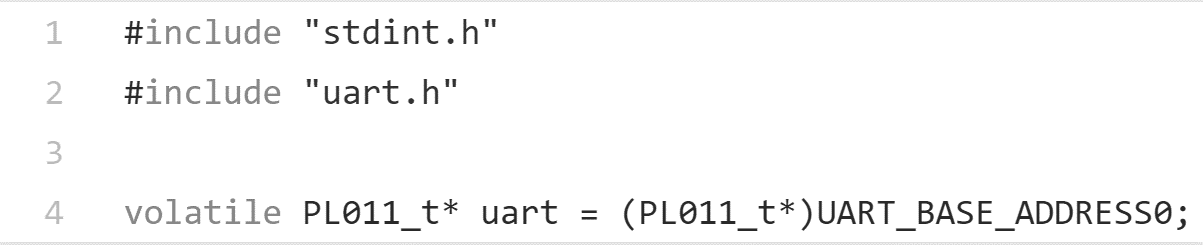 1 #include "stdint.h"
2 #include "uart.h"
3
4 volatile PL011_t* uart = (PL011_t*)UART_BASE_ADDRESS0;